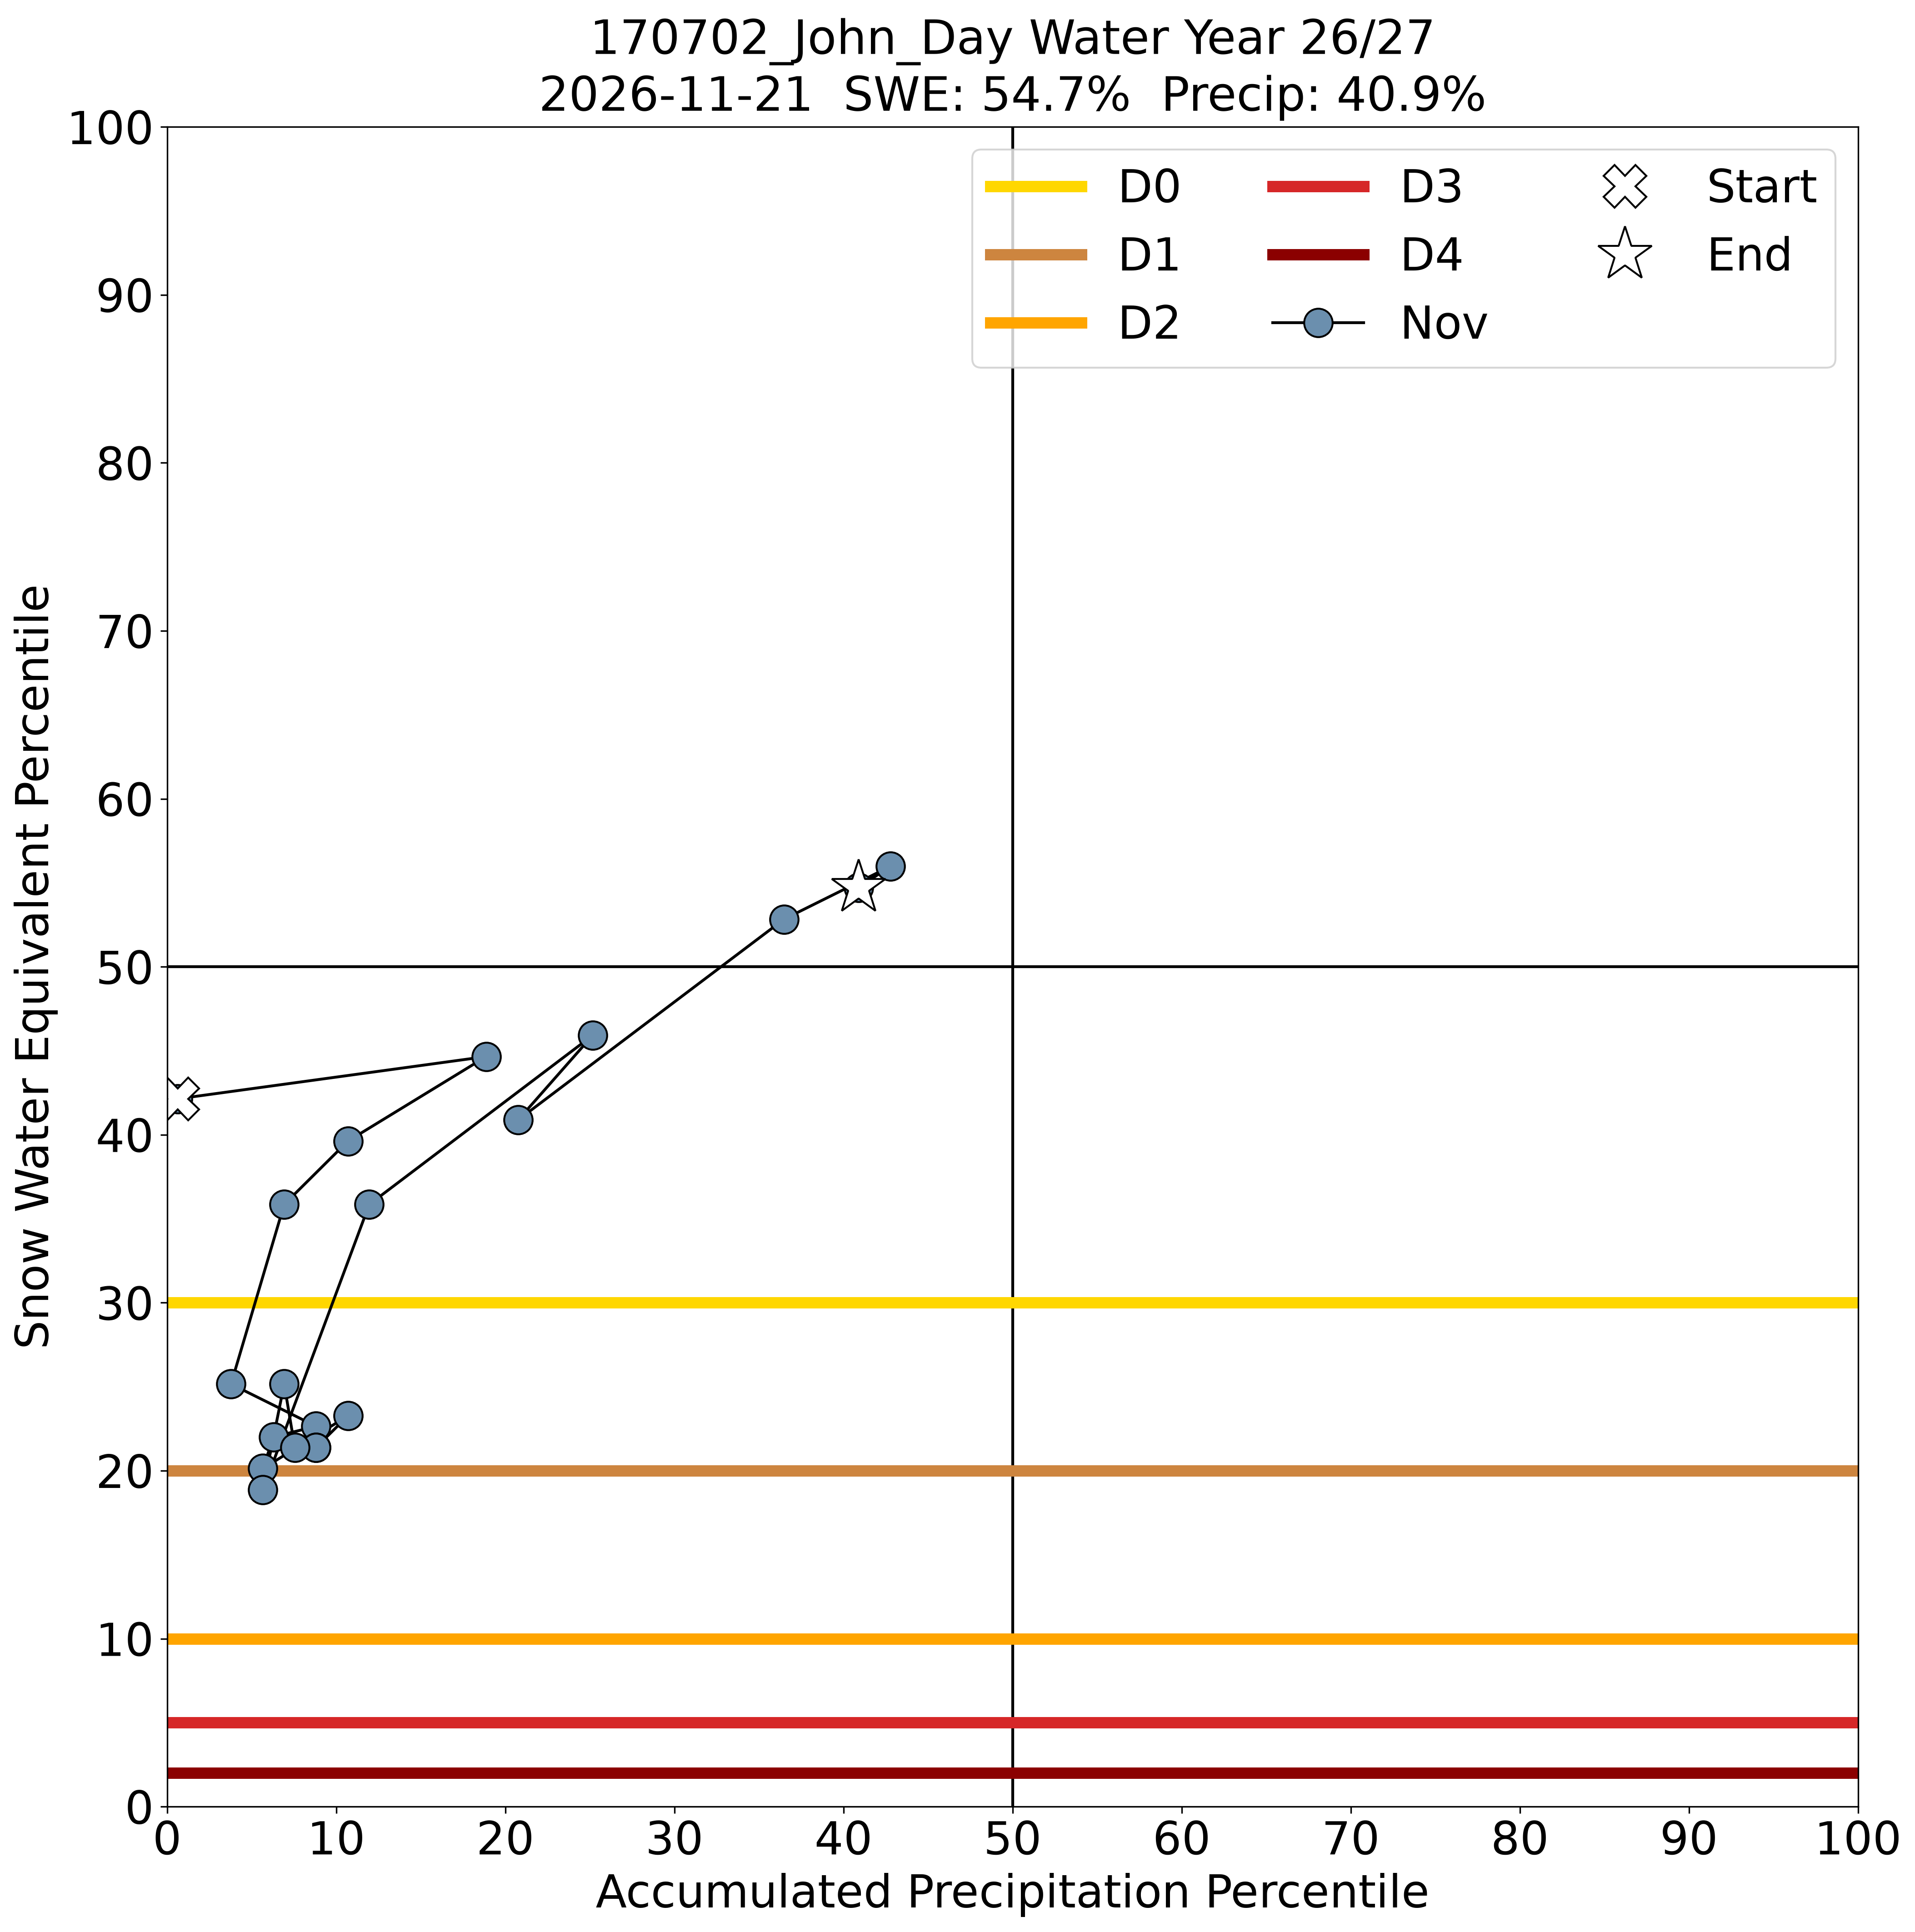 170702_John_Day Water Year 26/27
2026-11-21  SWE: 54.7%  Precip: 40.9%
D0
D1
D2
D3
D4
Nov
Start
End
Snow Water Equivalent Percentile
100
90
80
70
60
50
40
30
20
10
0
0 10 20 30 40 50 60 70 80 90 100
Accumulated Precipitation Percentile